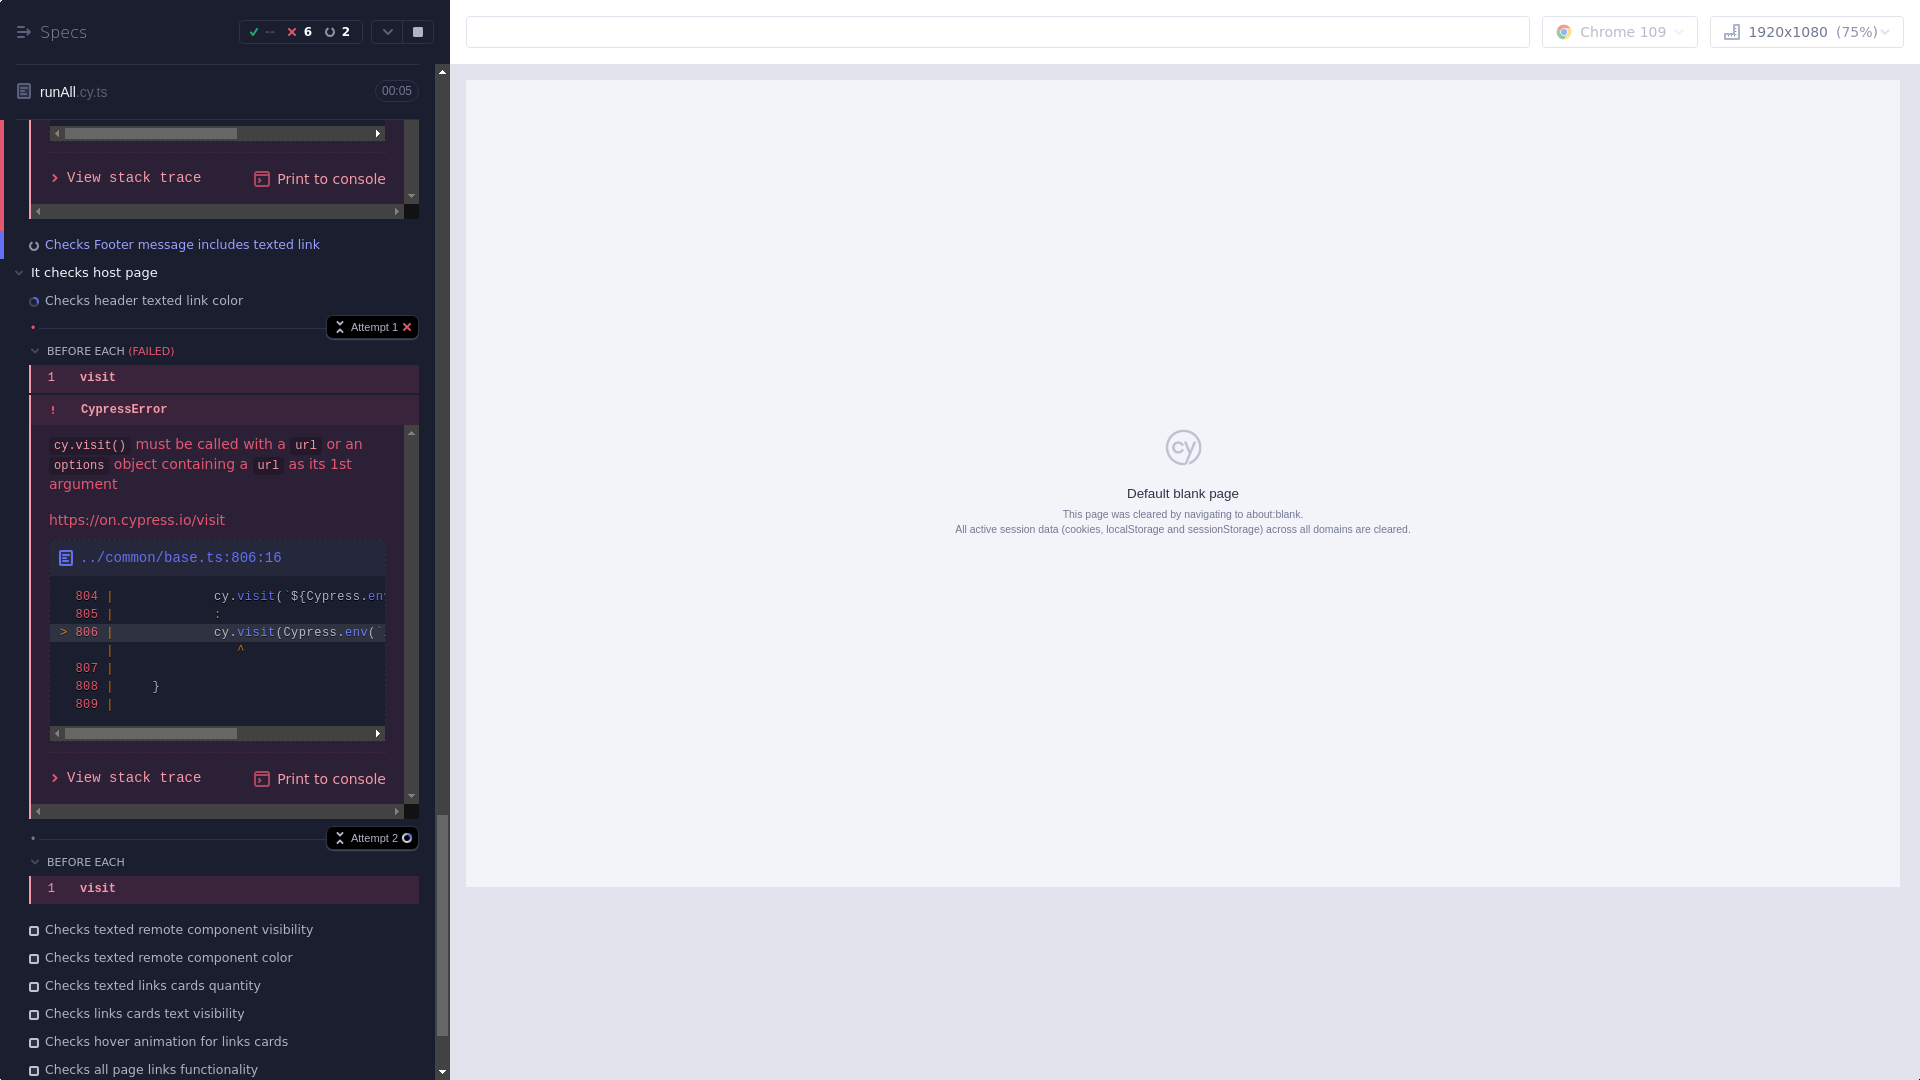 Specs
-- 6 2
Chrome 109
1920x1080 (75%)
runAll.cy.ts
00:05
View stack trace
Print to console
Checks Footer message includes texted link
It checks host page
Checks header texted link color
Attempt 1
BEFORE EACH (FAILED)
1 visit
! CypressError
cy.visit() must be called with a url or an
options object containing a url as its 1st
argument
https://on.cypress.io/visit
../common/base.ts:806:16
804 | cy.visit(`${Cypress.env
805 | :
> 806 | cy.visit(Cypress.env(`
| ^
807 |
808 | }
809 |
View stack trace
Print to console
Attempt 2
BEFORE EACH
1 visit
Checks texted remote component visibility
Checks texted remote component color
Checks texted links cards quantity
Checks links cards text visibility
Checks hover animation for links cards
Checks all page links functionality
cy
Default blank page
This page was cleared by navigating to about:blank.
All active session data (cookies, localStorage and sessionStorage) across all domains are cleared.